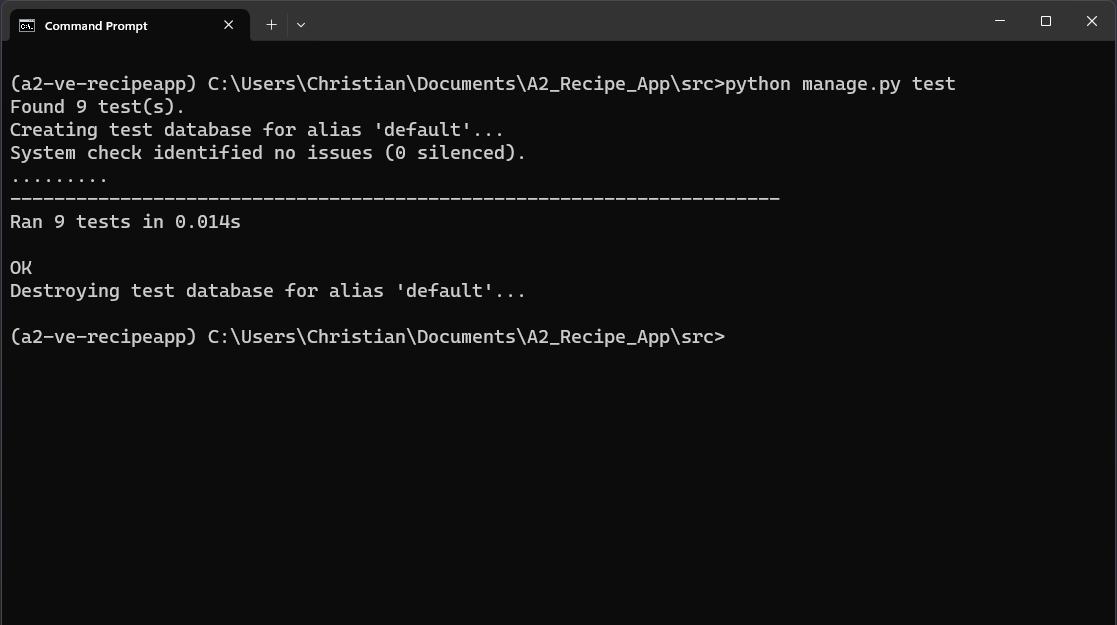 Command Prompt
(a2-ve-recipeapp) C:\Users\Christian\Documents\A2_Recipe_App\src>python manage.py test
Found 9 test(s).
Creating test database for alias 'default'...
System check identified no issues (0 silenced).
.........
----------------------------------------------------------------------
Ran 9 tests in 0.014s
OK
Destroying test database for alias 'default'...
(a2-ve-recipeapp) C:\Users\Christian\Documents\A2_Recipe_App\src>